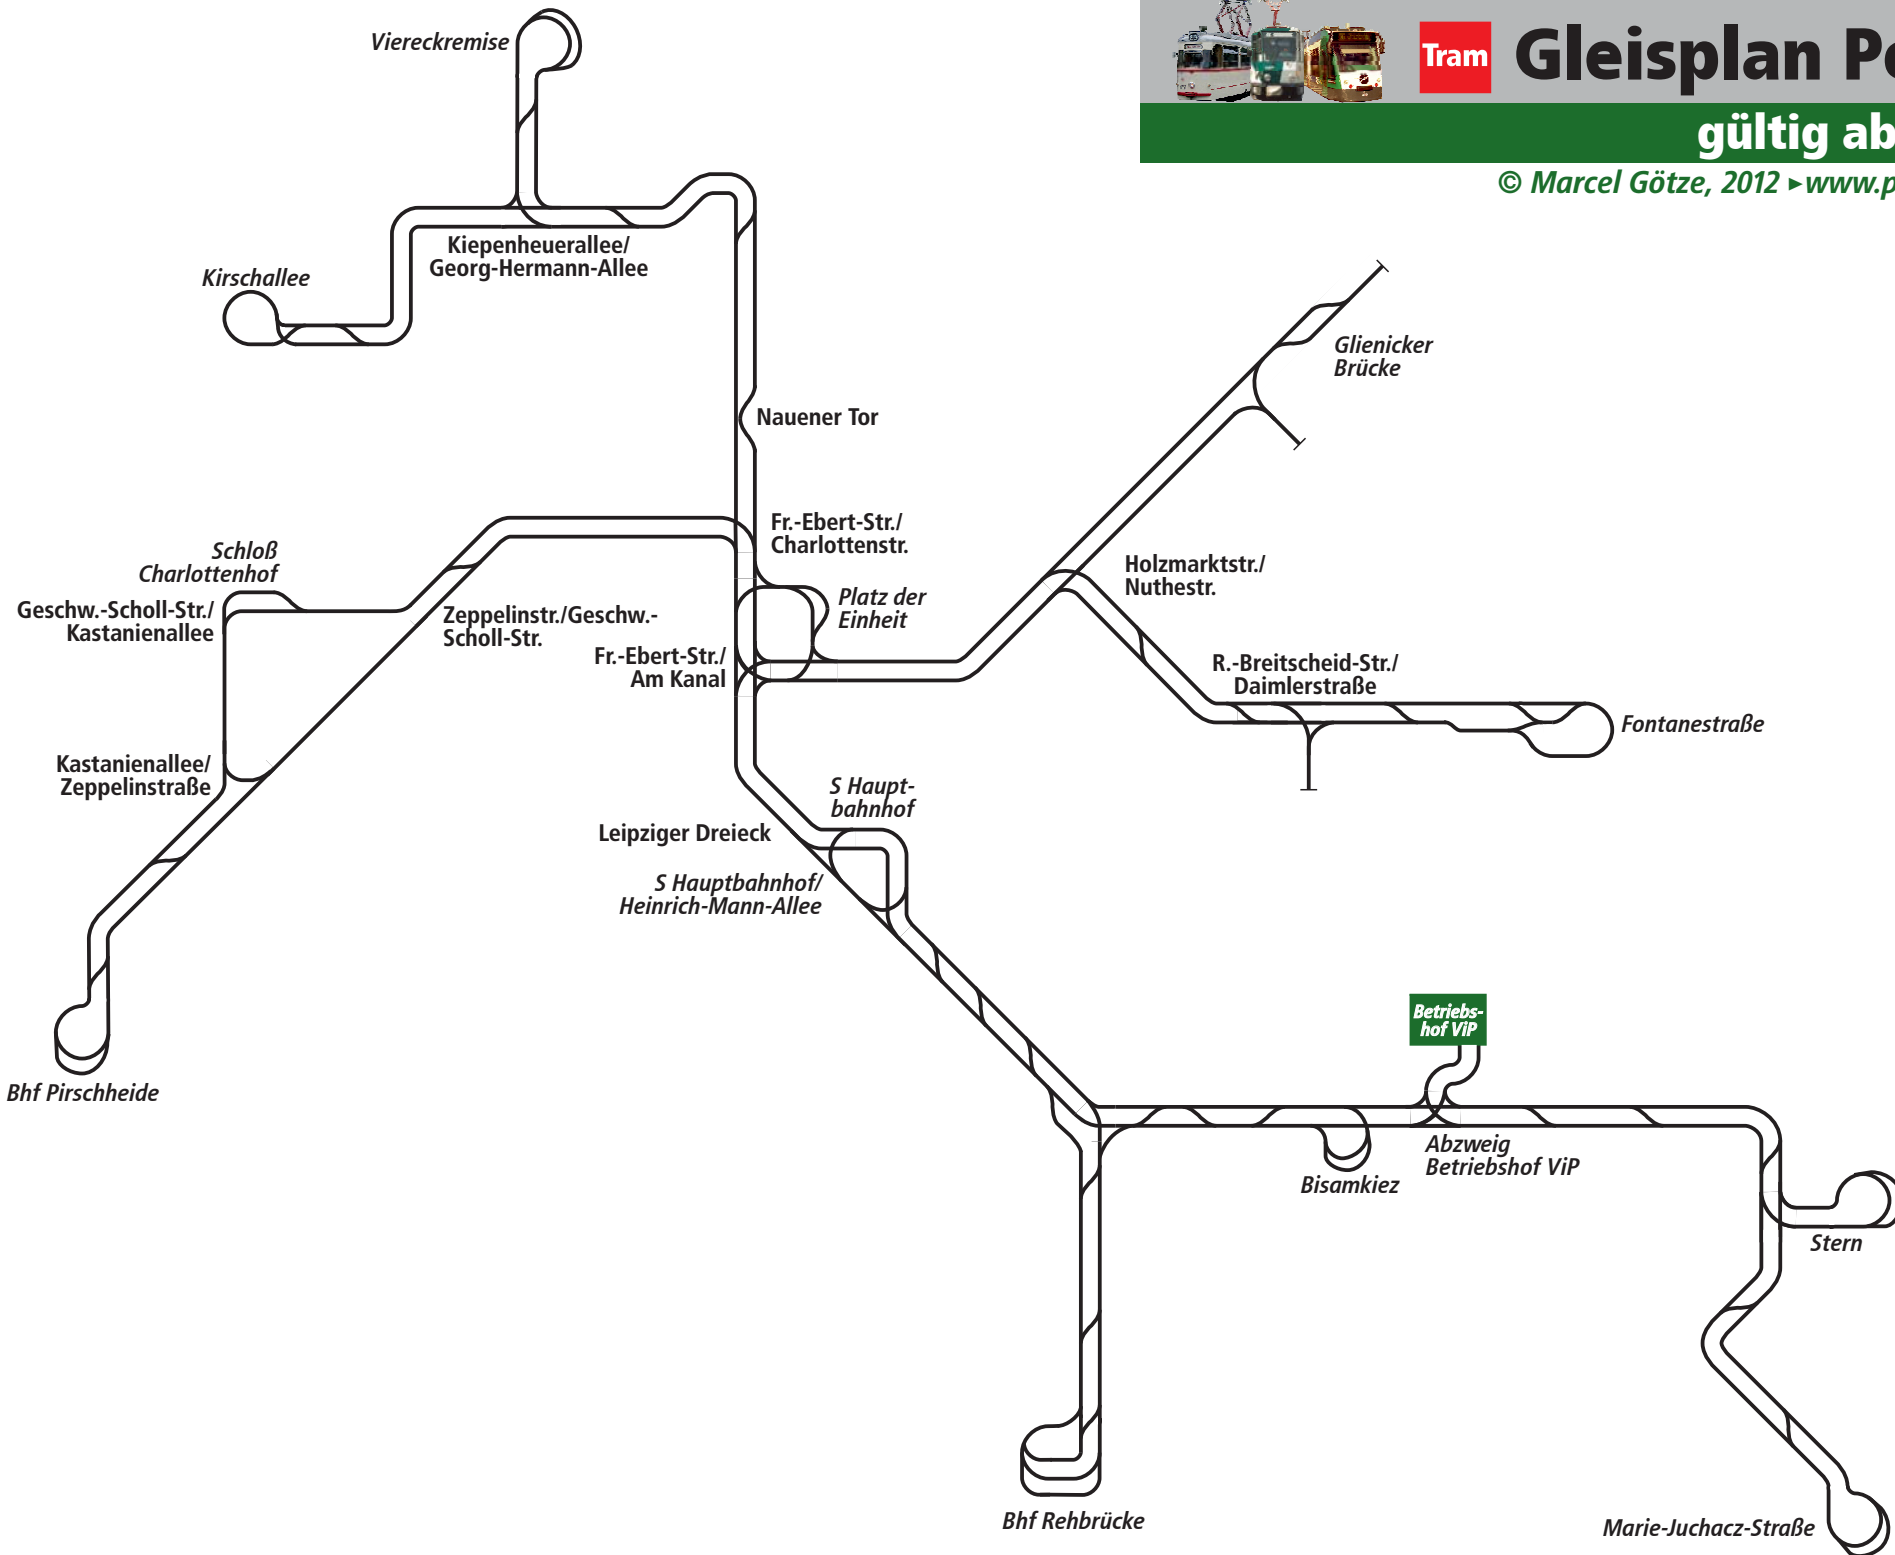 Viereckremise
Tram
Gleisplan
gültig ab
© Marcel Götze, 2012
Kiepenheuerallee/
Georg-Hermann-Allee
Kirschallee
Glienicker
Brücke
Nauener Tor
Fr.-Ebert-Str./
Charlottenstr.
Schloß
Charlottenhof
Geschw.-Scholl-Str./
Kastanienallee
Zeppelinstr./Geschw.-
Scholl-Str.
Platz der
Einheit
Holzmarktstr./
Nuthestr.
Fr.-Ebert-Str./
Am Kanal
R.-Breitscheid-Str./
Daimlerstraße
Fontanestraße
Kastanienallee/
Zeppelinstraße
S Haupt-
bahnhof
Leipziger Dreieck
S Hauptbahnhof/
Heinrich-Mann-Allee
Betriebs-
hof ViP
Bhf Pirschheide
Abzweig
Betriebshof ViP
Bisamkiez
Stern
Bhf Rehbrücke
Marie-Juchacz-Straße